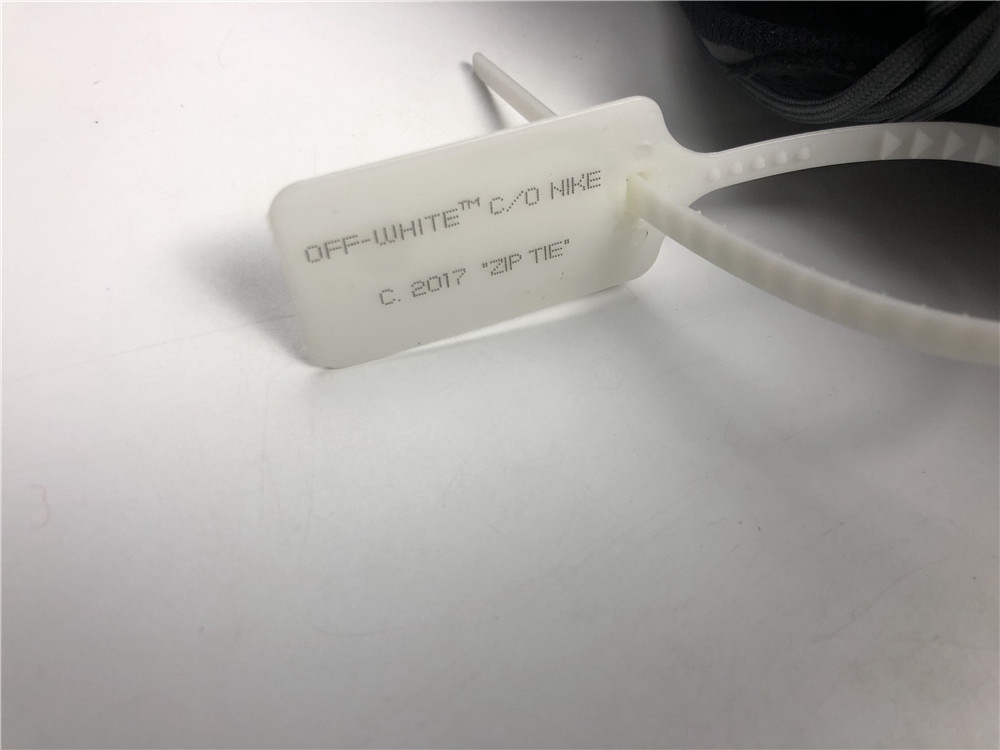 OFF-WHITE™ C/O NIKE
C. 2017 "ZIP TIE"